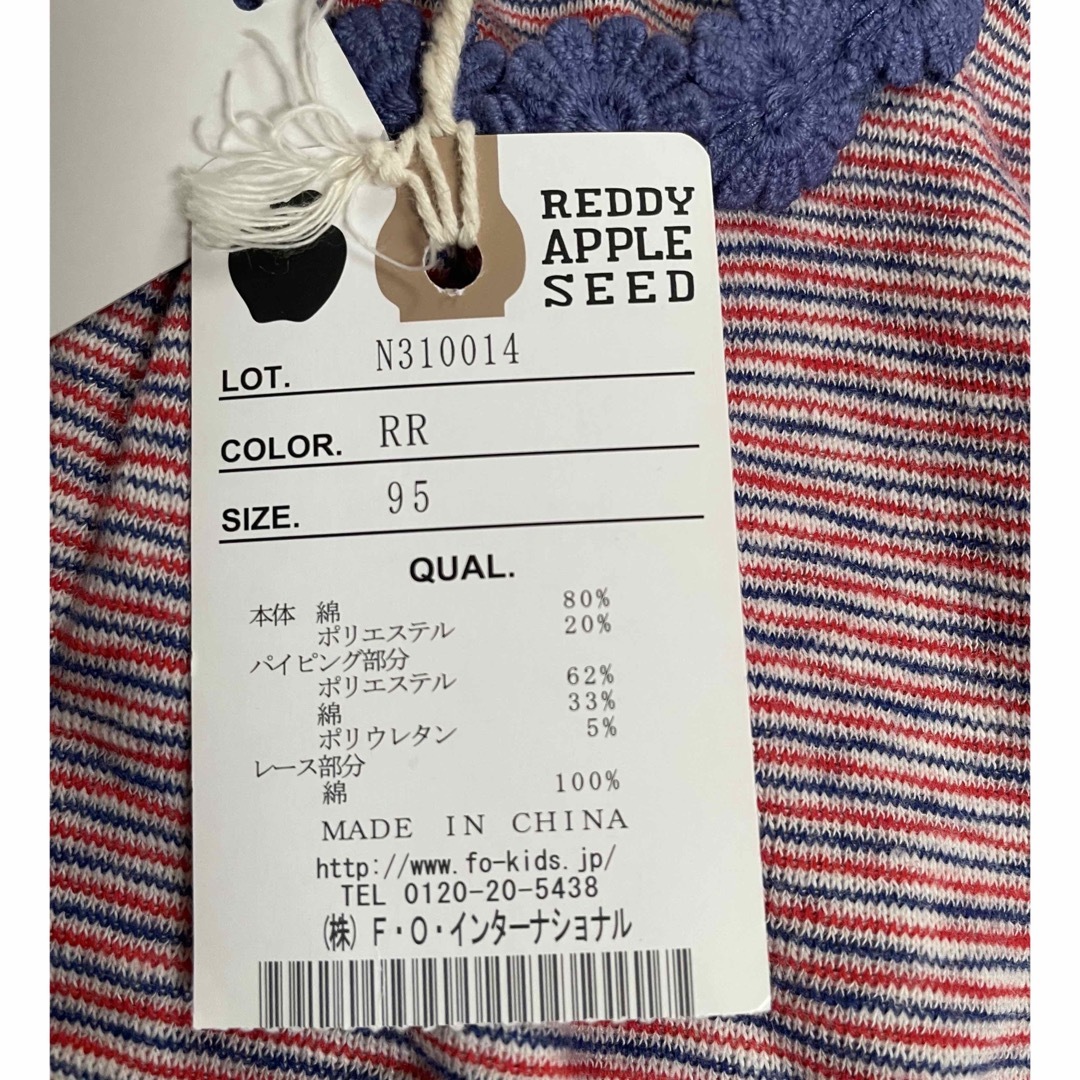 REDDY
APPLE
SEED
LOT. N310014
COLOR. RR
SIZE. 95
QUAL.
本体 綿 80%
ポリエステル 20%
パイピング部分
ポリエステル 62%
綿 33%
ポリウレタン 5%
レース部分
綿 100%
MADE IN CHINA
http://www.fo-kids.jp/
TEL 0120-20-5438
㈱ F・O・インターナショナル